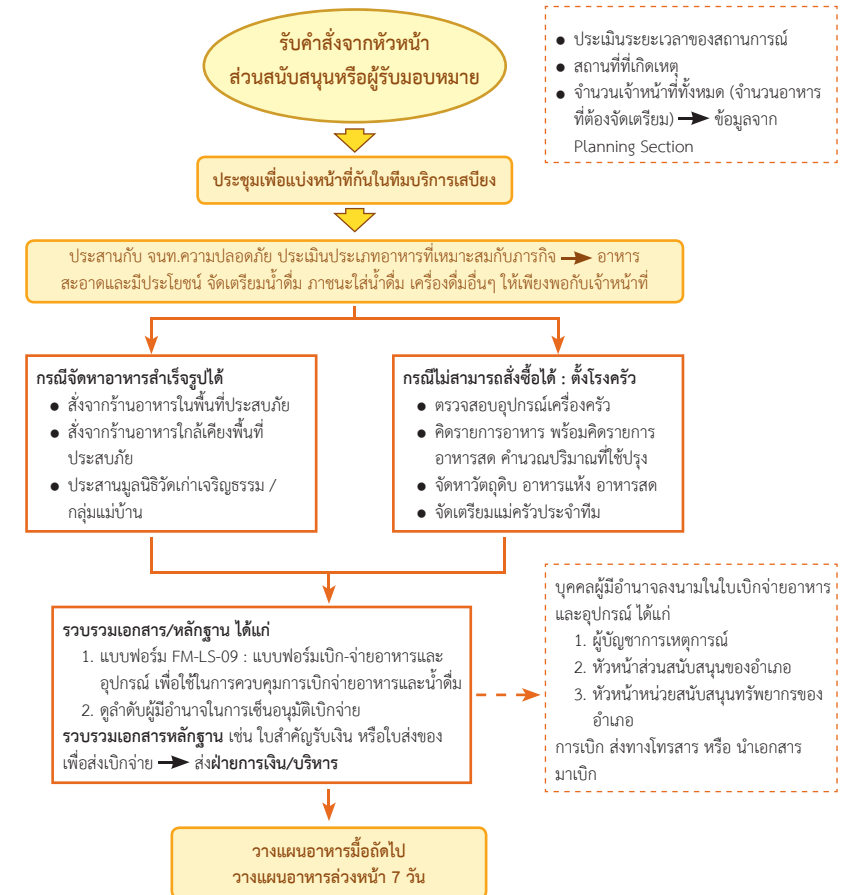 รับคำสั่งจากหัวหน้า
ส่วนสนับสนุนหรือผู้รับมอบหมาย
● ประเมินระยะเวลาของสถานการณ์
● สถานที่ที่เกิดเหตุ
● จำนวนเจ้าหน้าที่ทั้งหมด (จำนวนอาหาร
ที่ต้องจัดเตรียม) → ข้อมูลจาก
Planning Section
ประชุมเพื่อแบ่งหน้าที่กันในทีมบริการเสบียง
ประสานกับ จนท.ความปลอดภัย ประเมินประเภทอาหารที่เหมาะสมกับภารกิจ → อาหาร
สะอาดและมีประโยชน์ จัดเตรียมน้ำดื่ม ภาชนะใส่น้ำดื่ม เครื่องดื่มอื่นๆ ให้เพียงพอกับเจ้าหน้าที่
กรณีจัดหาอาหารสำเร็จรูปได้
● สั่งจากร้านอาหารในพื้นที่ประสบภัย
● สั่งจากร้านอาหารใกล้เคียงพื้นที่
ประสบภัย
● ประสานมูลนิธิวัดเก่าเจริญธรรม /
กลุ่มแม่บ้าน
กรณีไม่สามารถสั่งซื้อได้ : ตั้งโรงครัว
● ตรวจสอบอุปกรณ์เครื่องครัว
● คิดรายการอาหาร พร้อมคิดรายการ
อาหารสด คำนวณปริมาณที่ใช้ปรุง
● จัดหาวัตถุดิบ อาหารแห้ง อาหารสด
● จัดเตรียมแม่ครัวประจำทีม
รวบรวมเอกสาร/หลักฐาน ได้แก่
1. แบบฟอร์ม FM-LS-09 : แบบฟอร์มเบิก-จ่ายอาหารและ
อุปกรณ์ เพื่อใช้ในการควบคุมการเบิกจ่ายอาหารและน้ำดื่ม
2. ดูลำดับผู้มีอำนาจในการเซ็นอนุมัติเบิกจ่าย
รวบรวมเอกสารหลักฐาน เช่น ใบสำคัญรับเงิน หรือใบส่งของ
เพื่อส่งเบิกจ่าย → ส่งฝ่ายการเงิน/บริหาร
บุคคลผู้มีอำนาจลงนามในใบเบิกจ่ายอาหาร
และอุปกรณ์ ได้แก่
1. ผู้บัญชาการเหตุการณ์
2. หัวหน้าส่วนสนับสนุนของอำเภอ
3. หัวหน้าหน่วยสนับสนุนทรัพยากรของ
อำเภอ
การเบิก ส่งทางโทรสาร หรือ นำเอกสาร
มาเบิก
วางแผนอาหารมื้อถัดไป
วางแผนอาหารล่วงหน้า 7 วัน